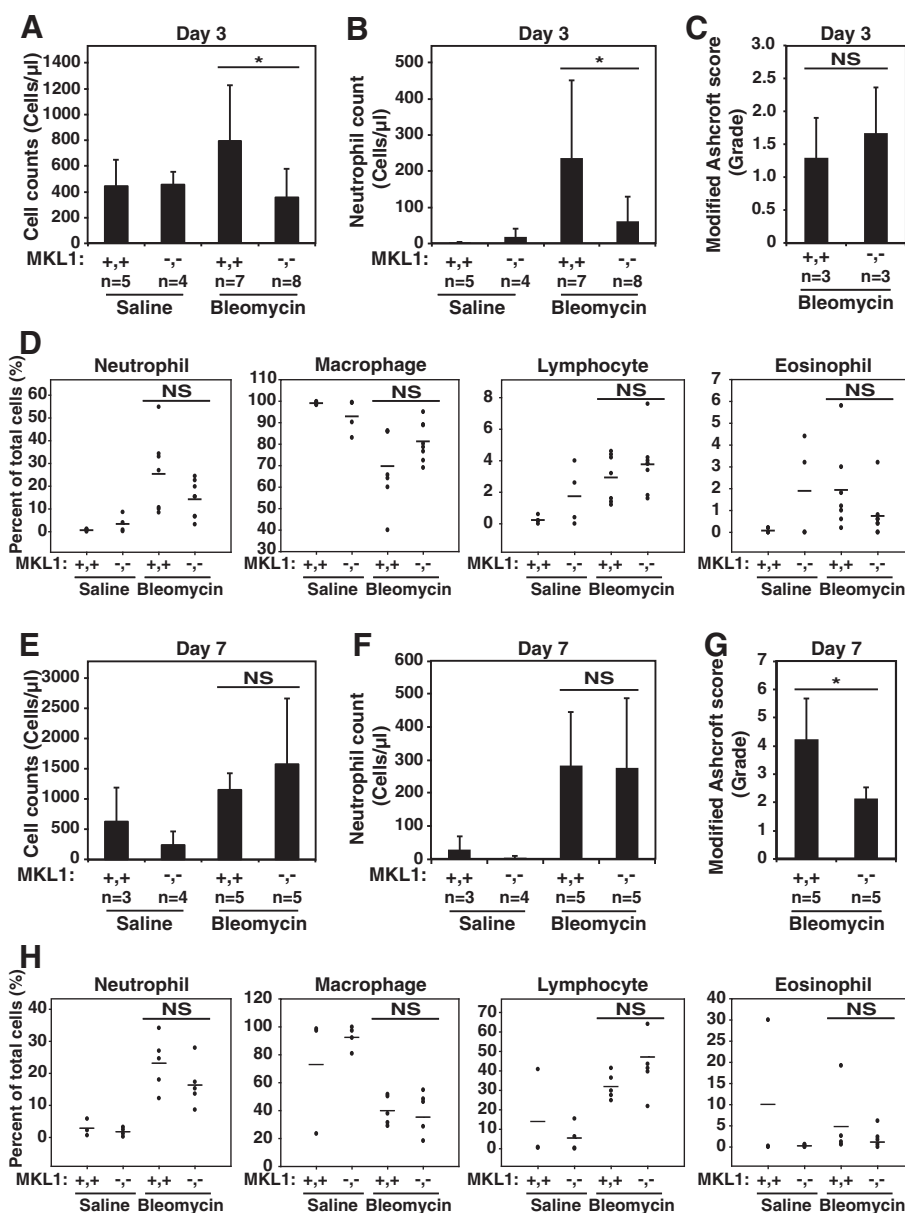 A
Day 3
Cell counts (Cells/µl)
1400
1200
1000
800
600
400
200
0
*
MKL1: +,+ -,- +,+ -,-
n=5 n=4 n=7 n=8
Saline Bleomycin
B
Day 3
Neutrophil count
(Cells/µl)
500
400
300
200
100
0
*
MKL1: +,+ -,- +,+ -,-
n=5 n=4 n=7 n=8
Saline Bleomycin
C
Day 3
Modified Ashcroft score
(Grade)
3.0
2.5
2.0
1.5
1.0
0.5
0
NS
+,+ -,-
n=3 n=3
Bleomycin
D
Percent of total cells (%)
Neutrophil
60
50
40
30
20
10
0
NS
MKL1: +,+ -,- +,+ -,-
Saline Bleomycin
Macrophage
110
100
90
80
70
60
50
40
30
NS
MKL1: +,+ -,- +,+ -,-
Saline Bleomycin
Lymphocyte
8
6
4
2
0
NS
MKL1: +,+ -,- +,+ -,-
Saline Bleomycin
Eosinophil
7
6
5
4
3
2
1
0
NS
MKL1: +,+ -,- +,+ -,-
Saline Bleomycin
E
Day 7
Cell counts (Cells/µl)
3000
2500
2000
1500
1000
500
0
NS
MKL1: +,+ -,- +,+ -,-
n=3 n=4 n=5 n=5
Saline Bleomycin
F
Day 7
Neutrophil count
(Cells/µl)
600
500
400
300
200
100
0
NS
MKL1: +,+ -,- +,+ -,-
n=3 n=4 n=5 n=5
Saline Bleomycin
G
Day 7
Modified Ashcroft score
(Grade)
7
6
5
4
3
2
1
0
*
+,+ -,-
n=5 n=5
Bleomycin
H
Percent of total cells (%)
Neutrophil
40
30
20
10
0
NS
MKL1: +,+ -,- +,+ -,-
Saline Bleomycin
Macrophage
120
100
80
60
40
20
0
NS
MKL1: +,+ -,- +,+ -,-
Saline Bleomycin
Lymphocyte
70
60
50
40
30
20
10
0
NS
MKL1: +,+ -,- +,+ -,-
Saline Bleomycin
Eosinophil
35
30
25
20
15
10
5
0
NS
MKL1: +,+ -,- +,+ -,-
Saline Bleomycin